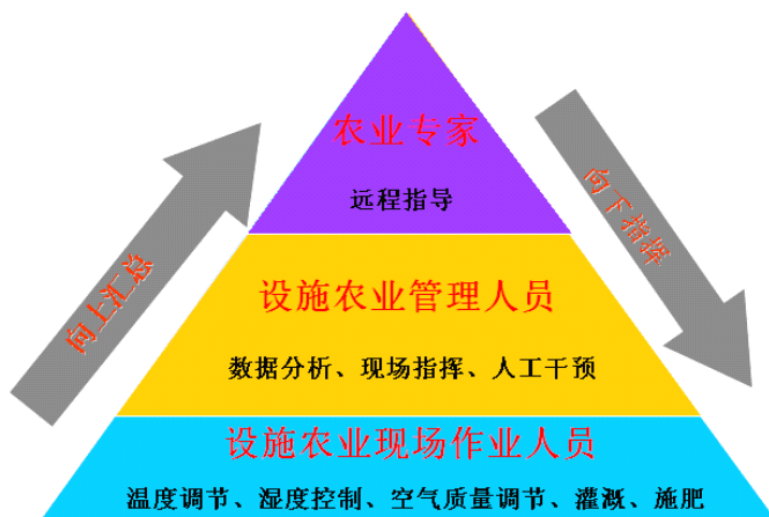 农业专家
远程指导
向上汇总
向下指挥
设施农业管理人员
数据分析、现场指挥、人工干预
设施农业现场作业人员
温度调节、湿度控制、空气质量调节、灌溉、施肥